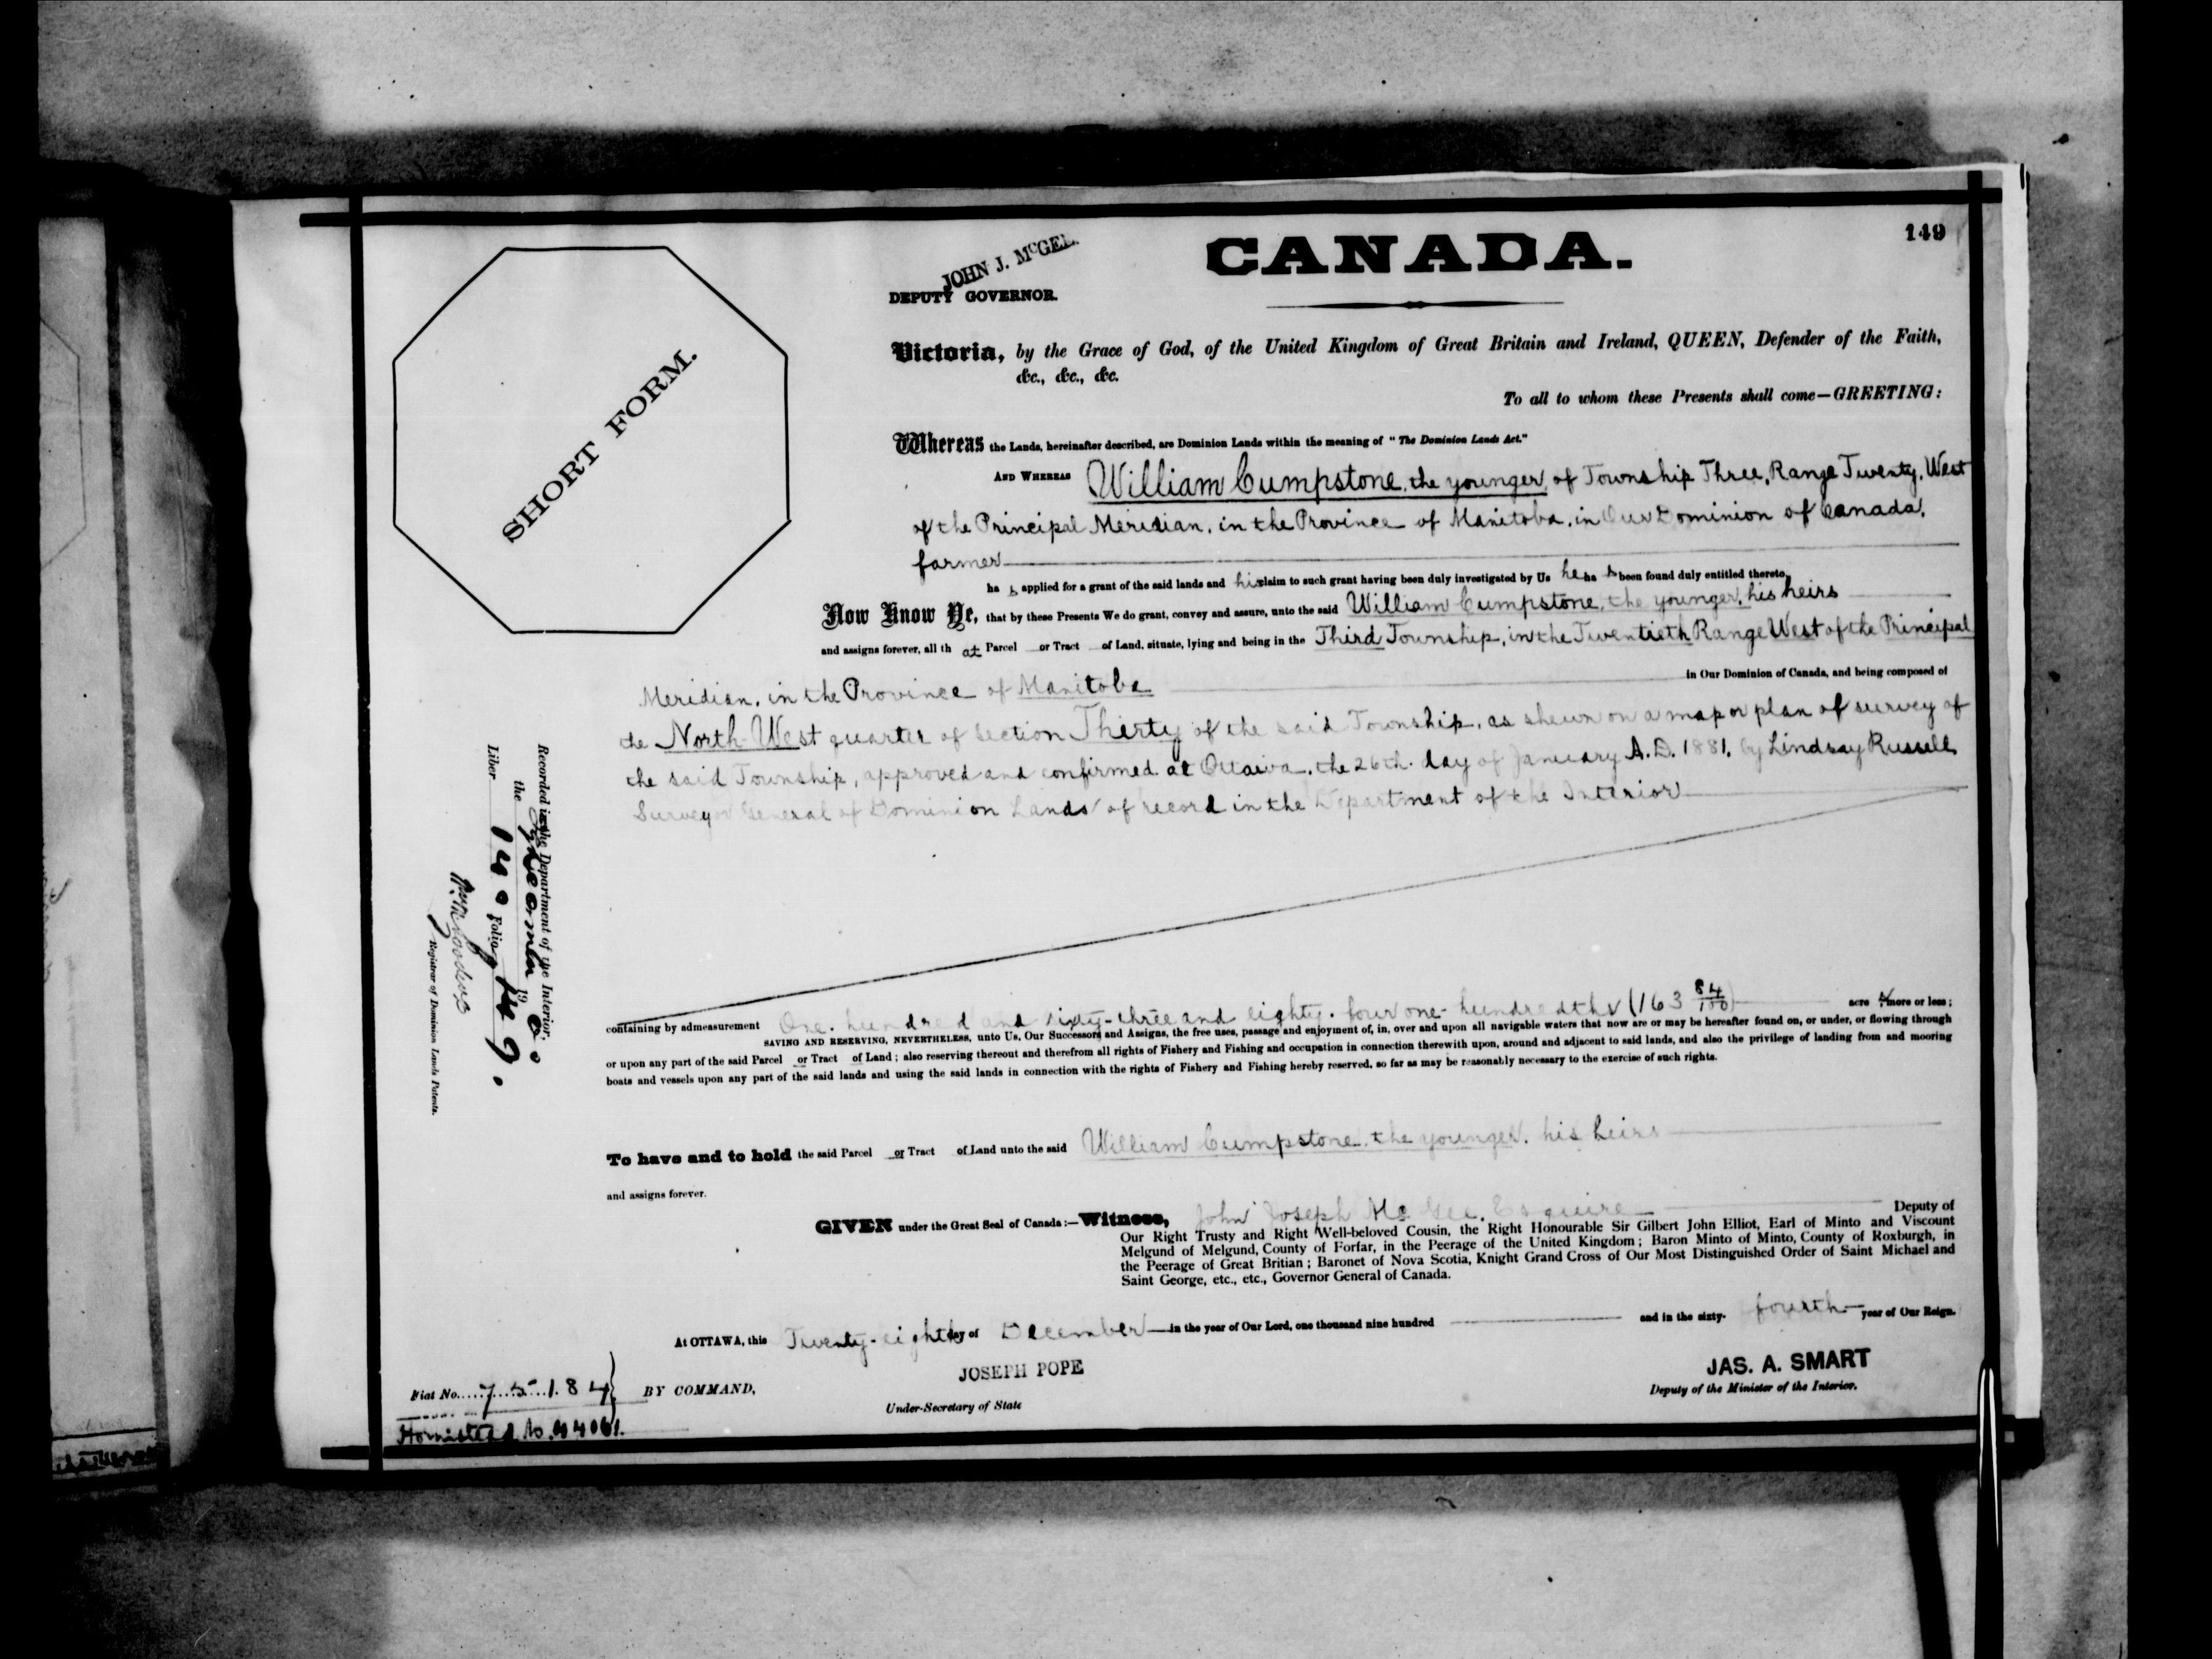 149
CANADA.
JOHN J. McGEE
DEPUTY GOVERNOR.
SHORT FORM.
Victoria, by the Grace of God, of the United Kingdom of Great Britain and Ireland, QUEEN, Defender of the Faith,
&c., &c., &c.
To all to whom these Presents shall come—GREETING:
Whereas the Lands, hereinafter described, are Dominion Lands within the meaning of "The Dominion Lands Act."
AND WHEREAS William Cumpstone, the younger, of Township Three, Range Twenty, West
of the Principal Meridian, in the Province of Manitoba, in Our Dominion of Canada,
farmer
has applied for a grant of the said lands and his claim to such grant having been duly investigated by Us he has been found duly entitled thereto,
Now Know Ye, that by these Presents We do grant, convey and assure, unto the said William Cumpstone, the younger, his heirs
and assigns forever, all that Parcel or Tract of Land, situate, lying and being in the Third Township, in the Twentieth Range West of the Principal
Meridian, in the Province of Manitoba in Our Dominion of Canada, and being composed of
the North West quarter of Section Thirty of the said Township, as shewn on a map or plan of survey of
the said Township, approved and confirmed at Ottawa, the 26th day of January A.D. 1881, by Lindsay Russell
Surveyor General of Dominion Lands of record in the Department of the Interior
containing by admeasurement One hundred and sixty-three and eighty-four one-hundredths (163 84/100) acres more or less;
SAVING AND RESERVING, NEVERTHELESS, unto Us, Our Successors and Assigns, the free uses, passage and enjoyment of, in, over and upon all navigable waters that now are or may be hereafter found on, or under, or flowing through
or upon any part of the said Parcel or Tract of Land; also reserving thereout and therefrom all rights of Fishery and Fishing and occupation in connection therewith upon, around and adjacent to said lands, and also the privilege of landing from and mooring
boats and vessels upon any part of the said lands and using the said lands in connection with the rights of Fishery and Fishing hereby reserved, so far as may be reasonably necessary to the exercise of such rights.
To have and to hold the said Parcel or Tract of Land unto the said William Cumpstone, the younger, his heirs
and assigns forever.
GIVEN under the Great Seal of Canada:—Witness, John Joseph McGee, Esquire Deputy of
Our Right Trusty and Right Well-beloved Cousin, the Right Honourable Sir Gilbert John Elliot, Earl of Minto and Viscount
Melgund of Melgund, County of Forfar, in the Peerage of the United Kingdom; Baron Minto of Minto, County of Roxburgh, in
the Peerage of Great Britian; Baronet of Nova Scotia, Knight Grand Cross of Our Most Distinguished Order of Saint Michael and
Saint George, etc., etc., Governor General of Canada.
At OTTAWA, this Twenty-eighth day of December in the year of Our Lord, one thousand nine hundred and in the sixty-fourth year of Our Reign.
JOSEPH POPE
JAS. A. SMART
BY COMMAND,
Under-Secretary of State
Deputy of the Minister of the Interior.
Fiat No. 75184
Homestead No. 44061.
Recorded in the Department of the Interior,
the December 190
Liber 140 Folio 149.
Registrar of Dominion Lands Patents.